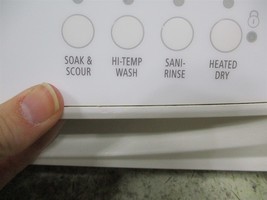 SOAK & SCOUR
HI-TEMP WASH
SANI-RINSE
HEATED DRY